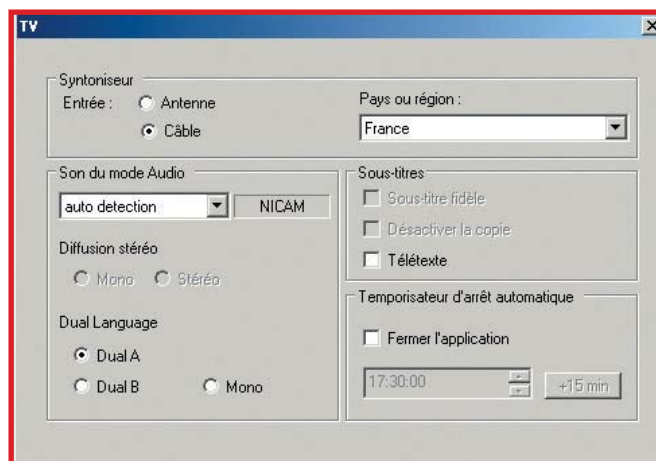 TV
Syntoniseur
Entrée : Antenne
Câble
Pays ou région :
France
Son du mode Audio
auto detection NICAM
Diffusion stéréo
Mono Stéréo
Dual Language
Dual A
Dual B Mono
Sous-titres
Sous-titre fidèle
Désactiver la copie
Télétexte
Temporisateur d'arrêt automatique
Fermer l'application
17:30:00 +15 min